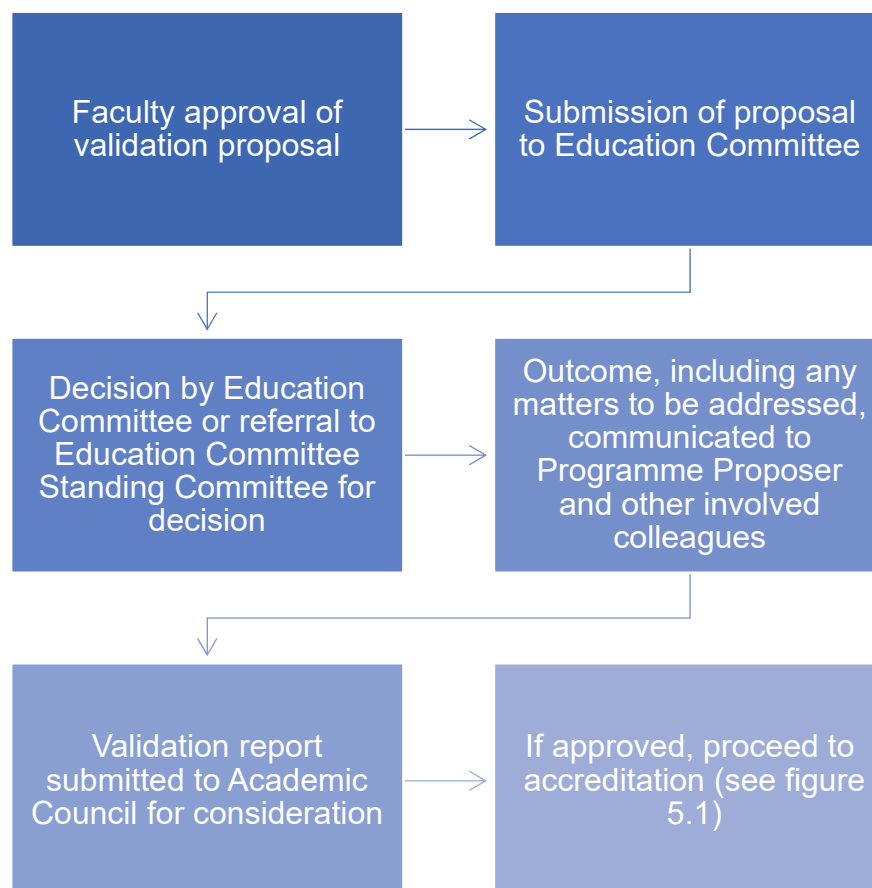 Faculty approval of
validation proposal
Submission of proposal
to Education Committee
Decision by Education
Committee or referral to
Education Committee
Standing Committee for
decision
Outcome, including any
matters to be addressed,
communicated to
Programme Proposer
and other involved
colleagues
Validation report
submitted to Academic
Council for consideration
If approved, proceed to
accreditation (see figure
5.1)